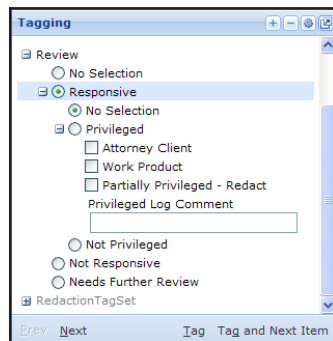 Tagging
Review
No Selection
Responsive
No Selection
Privileged
Attorney Client
Work Product
Partially Privileged - Redact
Privileged Log Comment
Not Privileged
Not Responsive
Needs Further Review
RedactionTagSet
Prev Next Tag Tag and Next Item